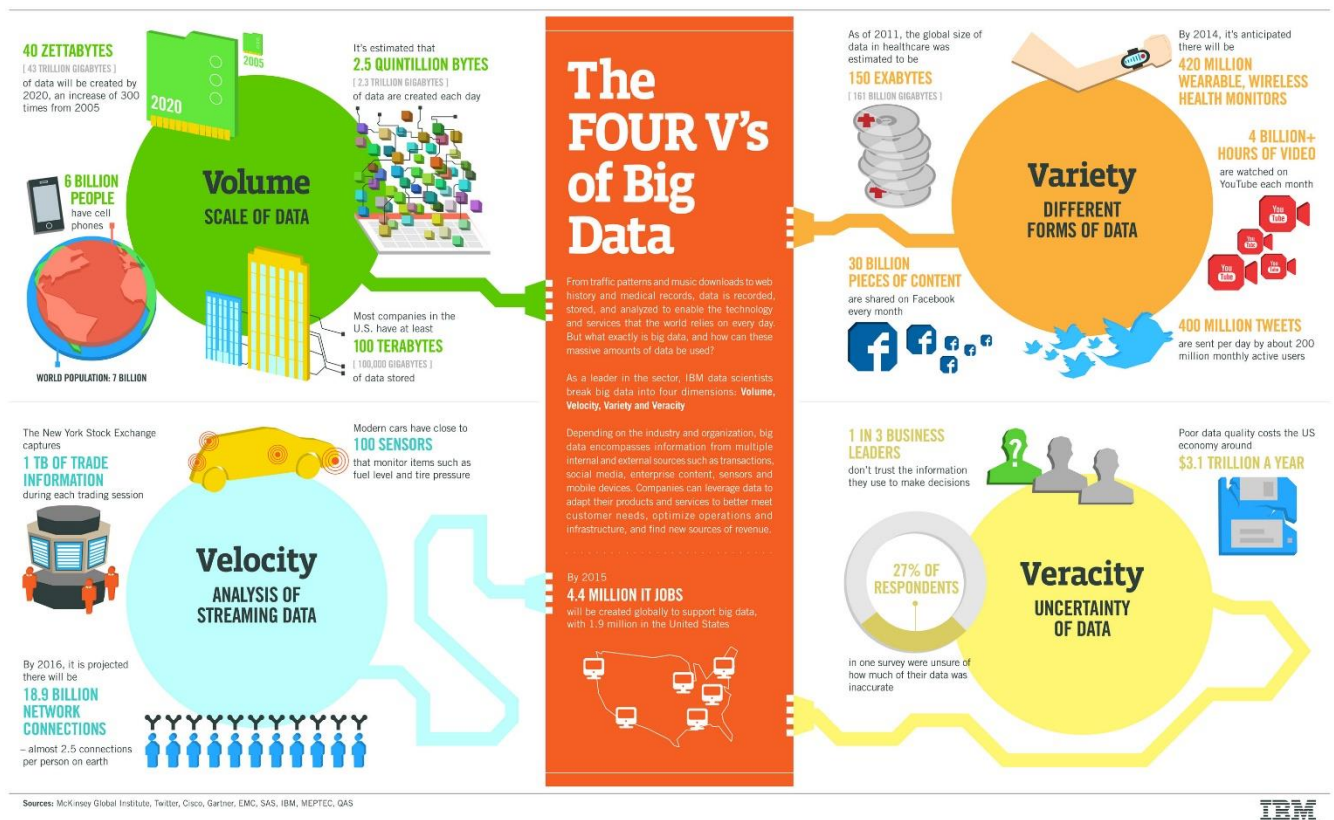 The
FOUR V's
of Big
Data
From traffic patterns and music downloads to web
history and medical records, data is recorded,
stored, and analyzed to enable the technology
and services that the world relies on every day.
But what exactly is big data, and how can these
massive amounts of data be used?
As a leader in the sector, IBM data scientists
break big data into four dimensions: Volume,
Velocity, Variety and Veracity
Depending on the industry and organization, big
data encompasses information from multiple
internal and external sources such as transactions,
social media, enterprise content, sensors and
mobile devices. Companies can leverage data to
adapt their products and services to better meet
customer needs, optimize operations and
infrastructure, and find new sources of revenue.
By 2015
4.4 MILLION IT JOBS
will be created globally to support big data,
with 1.9 million in the United States
40 ZETTABYTES
[ 43 TRILLION GIGABYTES ]
of data will be created by
2020, an increase of 300
times from 2005
2020
2005
It's estimated that
2.5 QUINTILLION BYTES
[ 2.3 TRILLION GIGABYTES ]
of data are created each day
Volume
SCALE OF DATA
6 BILLION
PEOPLE
have cell
phones
WORLD POPULATION: 7 BILLION
Most companies in the
U.S. have at least
100 TERABYTES
[ 100,000 GIGABYTES ]
of data stored
The New York Stock Exchange
captures
1 TB OF TRADE
INFORMATION
during each trading session
Modern cars have close to
100 SENSORS
that monitor items such as
fuel level and tire pressure
Velocity
ANALYSIS OF
STREAMING DATA
By 2016, it is projected
there will be
18.9 BILLION
NETWORK
CONNECTIONS
– almost 2.5 connections
per person on earth
As of 2011, the global size of
data in healthcare was
estimated to be
150 EXABYTES
[ 161 BILLION GIGABYTES ]
By 2014, it's anticipated
there will be
420 MILLION
WEARABLE, WIRELESS
HEALTH MONITORS
Variety
DIFFERENT
FORMS OF DATA
4 BILLION+
HOURS OF VIDEO
are watched on
YouTube each month
You
Tube
You
Tube
You
Tube
You
Tube
30 BILLION
PIECES OF CONTENT
are shared on Facebook
every month
f
f
f
f
f
f
400 MILLION TWEETS
are sent per day by about 200
million monthly active users
1 IN 3 BUSINESS
LEADERS
don't trust the information
they use to make decisions
?
Poor data quality costs the US
economy around
$3.1 TRILLION A YEAR
27% OF
RESPONDENTS
in one survey were unsure of
how much of their data was
inaccurate
Veracity
UNCERTAINTY
OF DATA
Sources: McKinsey Global Institute, Twitter, Cisco, Gartner, EMC, SAS, IBM, MEPTEC, QAS
IBM